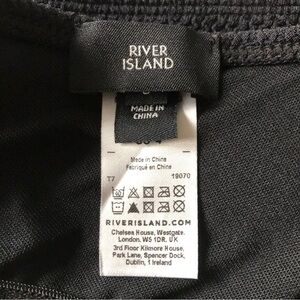 RIVER
ISLAND
MADE IN
CHINA
Made in China
Fabriqué en Chine
T7 19070
RIVERISLAND.COM
Chelsea House, Westgate,
London, W5 1DR. UK
3rd Floor Kilmore House,
Park Lane, Spencer Dock,
Dublin, 1 Ireland